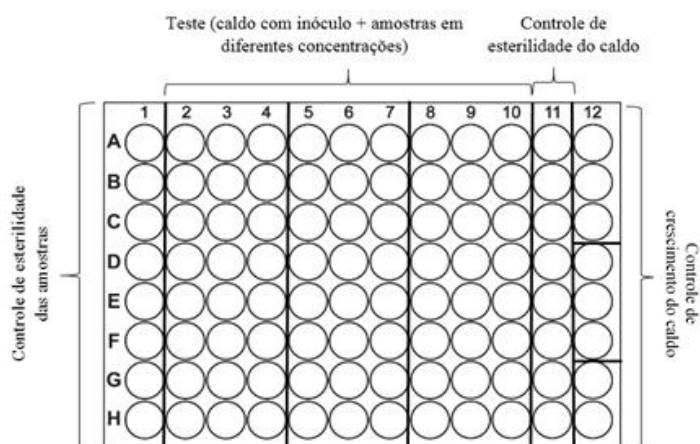 Teste (caldo com inóculo + amostras em
diferentes concentrações)
Controle de
esterilidade do caldo
1 2 3 4 5 6 7 8 9 10 11 12
A
B
C
D
E
F
G
H
Controle de esterilidade
das amostras
Controle de
crescimento do caldo